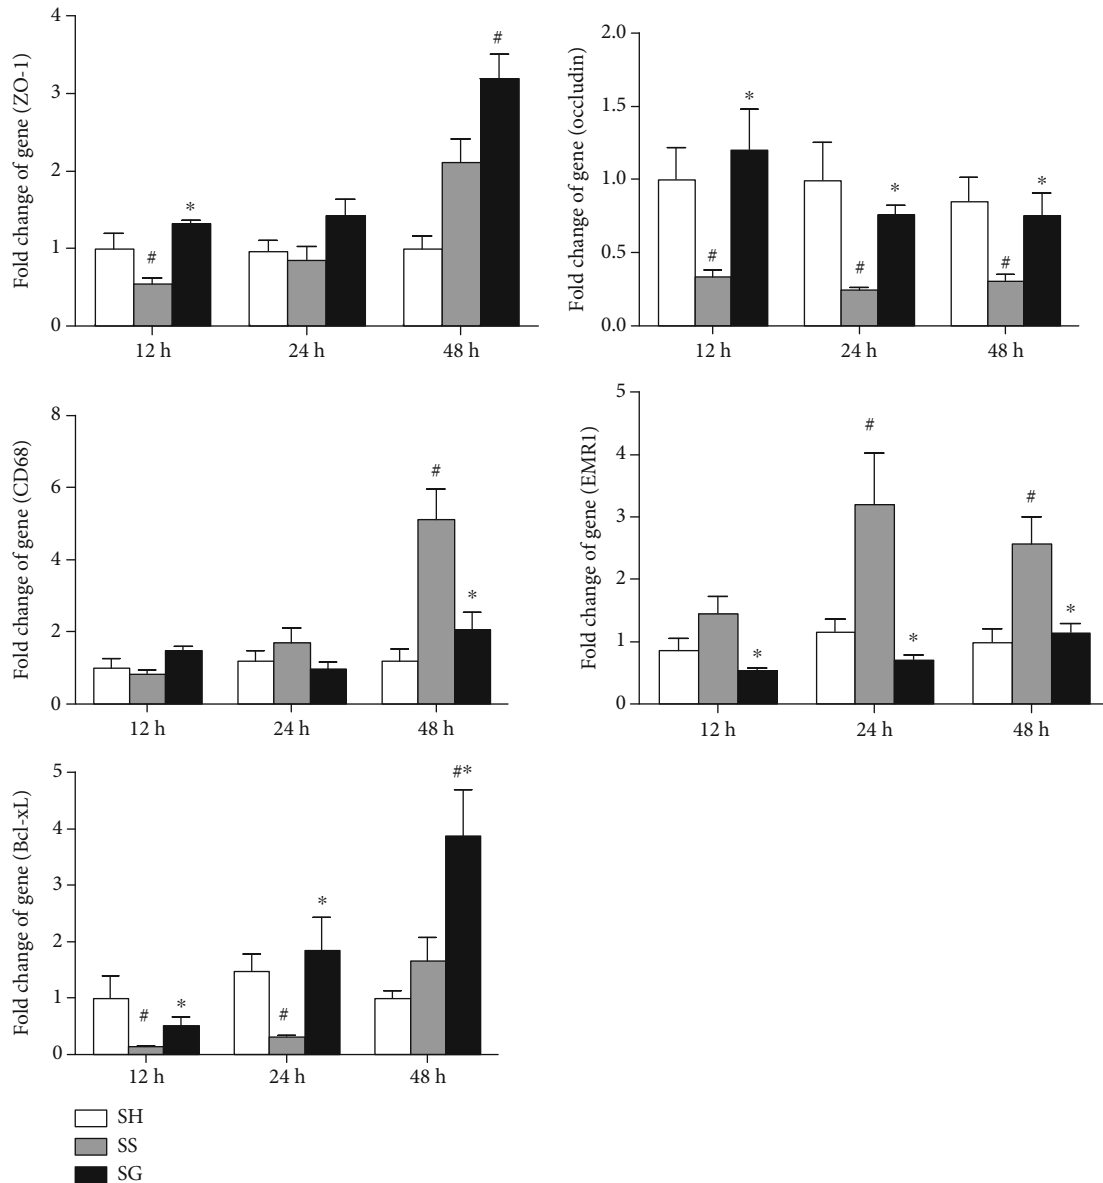 Fold change of gene (ZO-1)
4
3
2
1
0
#
*
#
12 h
24 h
48 h
Fold change of gene (occludin)
2.0
1.5
1.0
0.5
0.0
#
*
#
*
#
*
12 h
24 h
48 h
Fold change of gene (CD68)
8
6
4
2
0
#
*
12 h
24 h
48 h
Fold change of gene (EMR1)
5
4
3
2
1
0
*
#
*
#
*
12 h
24 h
48 h
Fold change of gene (Bcl-xL)
5
4
3
2
1
0
#
*
#
*
#*
12 h
24 h
48 h
SH
SS
SG